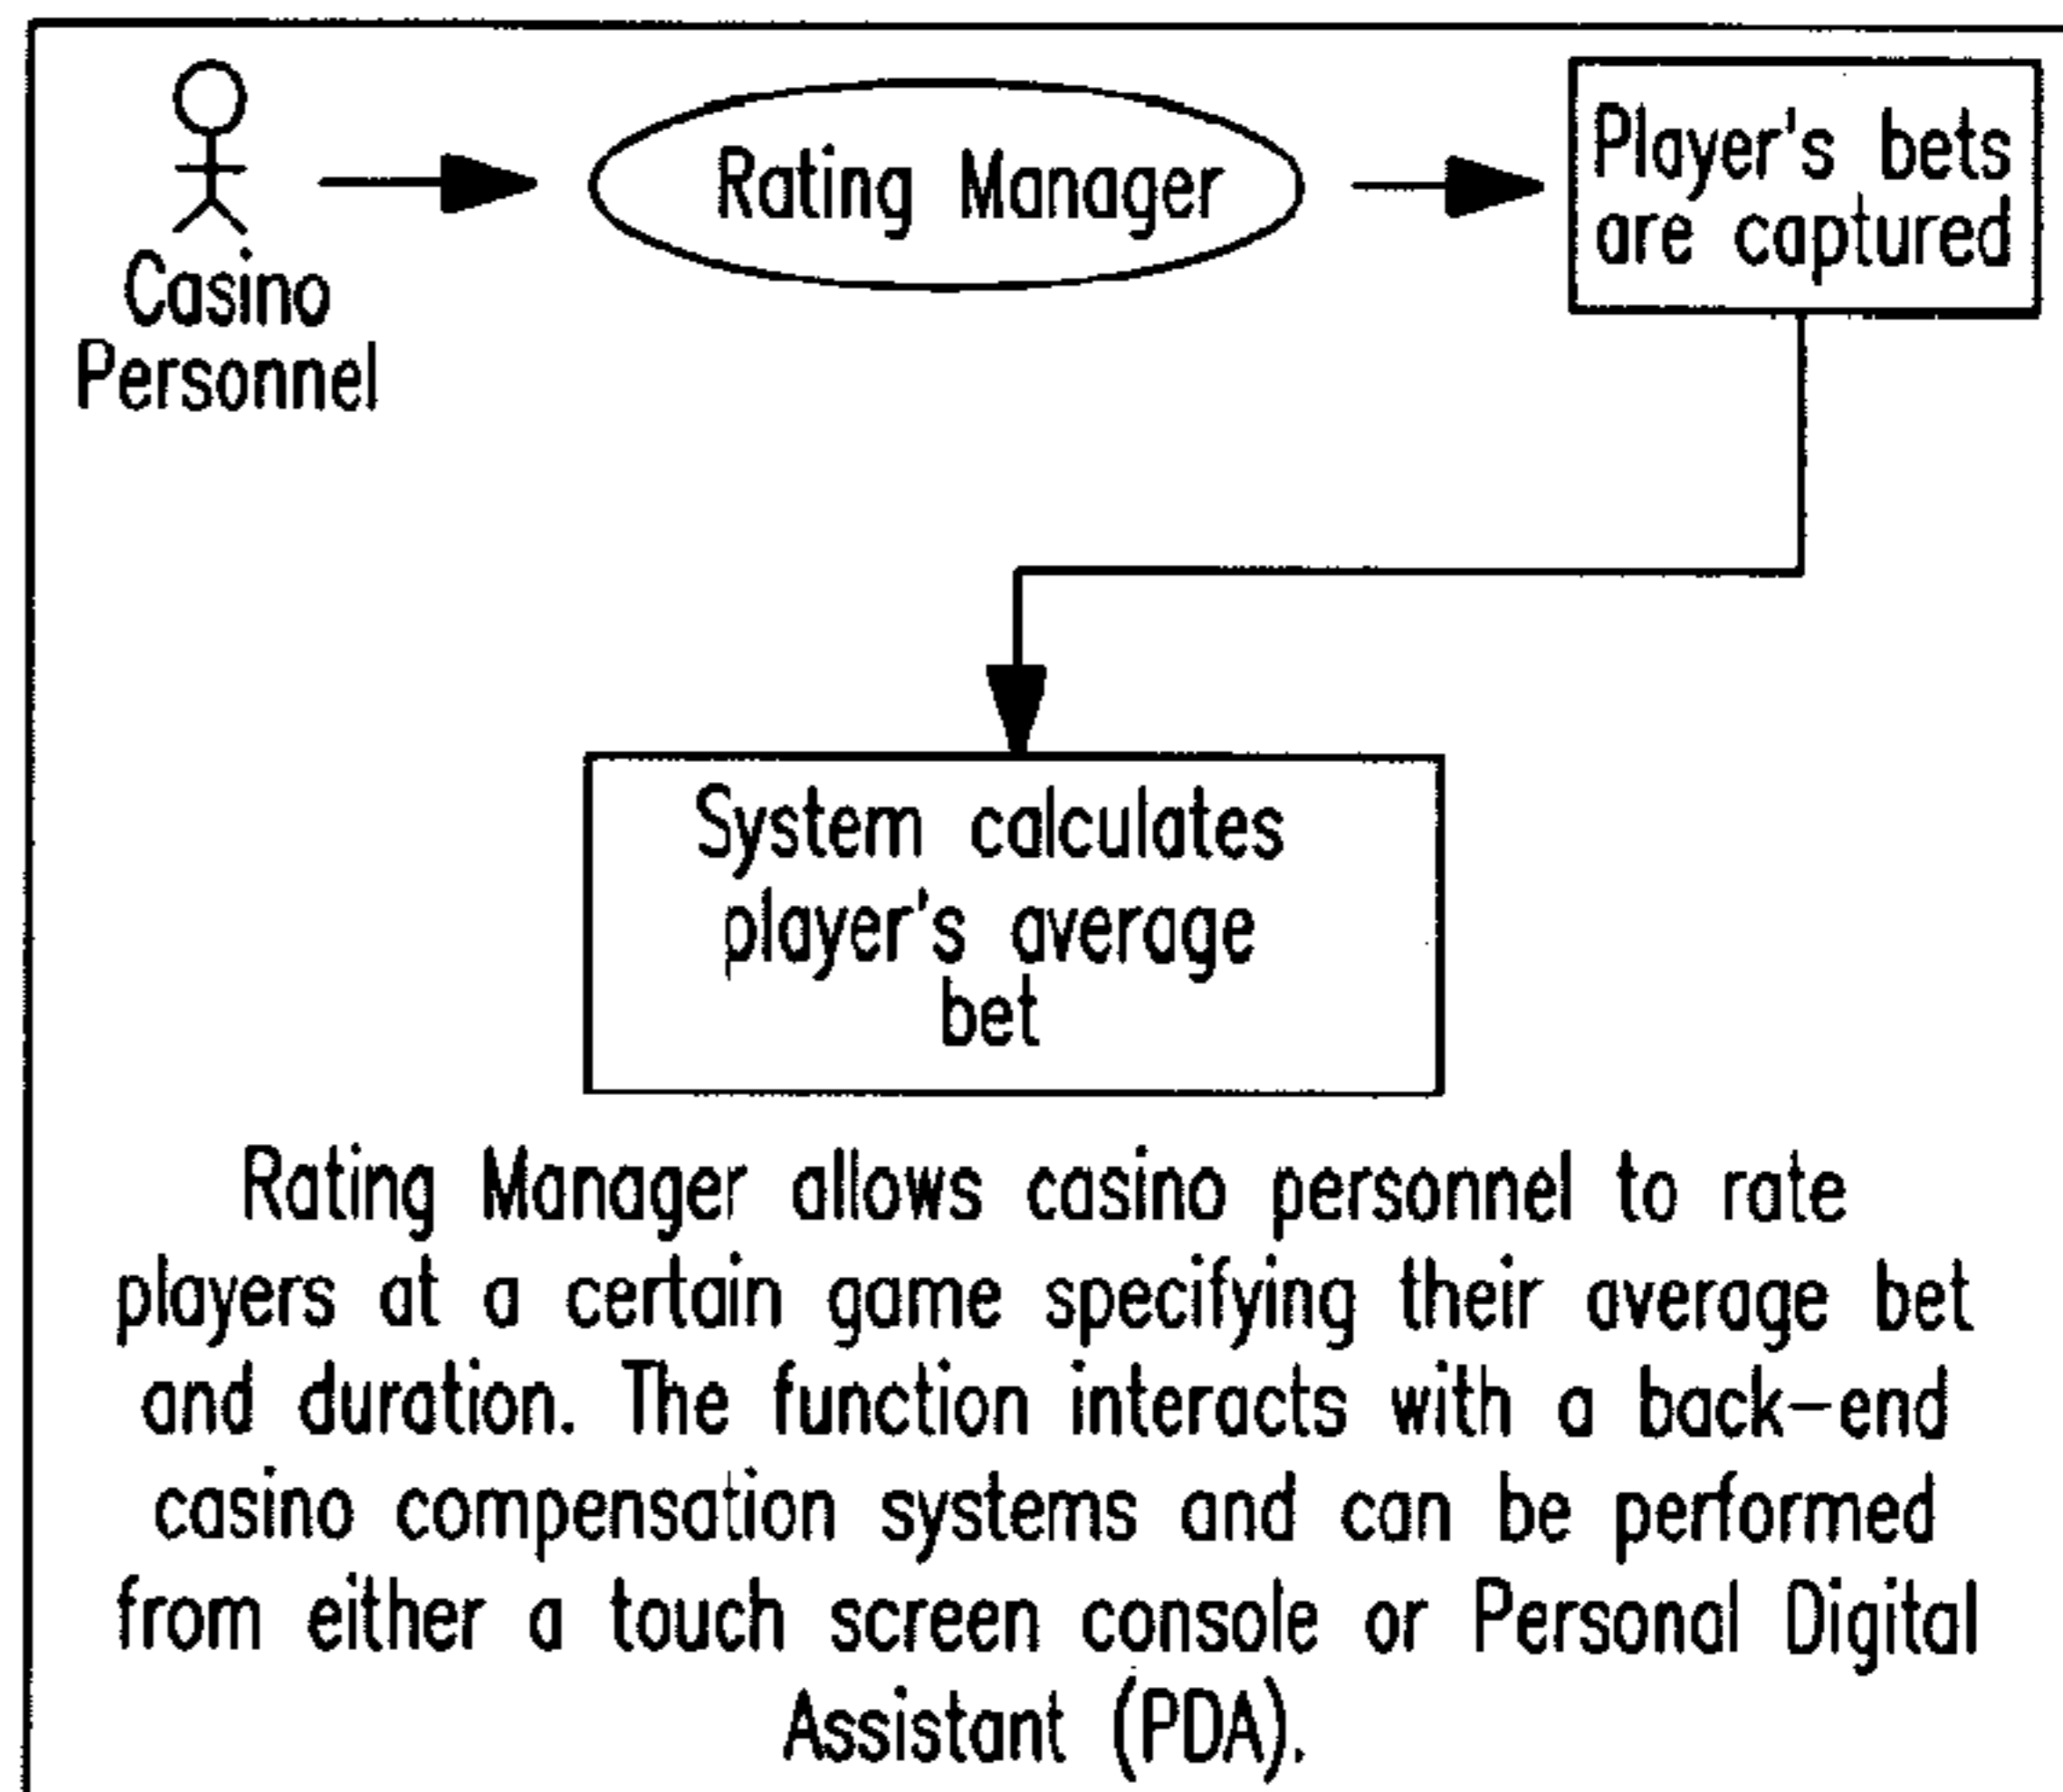 Casino
Personnel
Rating Manager
Player's bets
are captured
System calculates
player's average
bet
Rating Manager allows casino personnel to rate
players at a certain game specifying their average bet
and duration. The function interacts with a back-end
casino compensation systems and can be performed
from either a touch screen console or Personal Digital
Assistant (PDA).